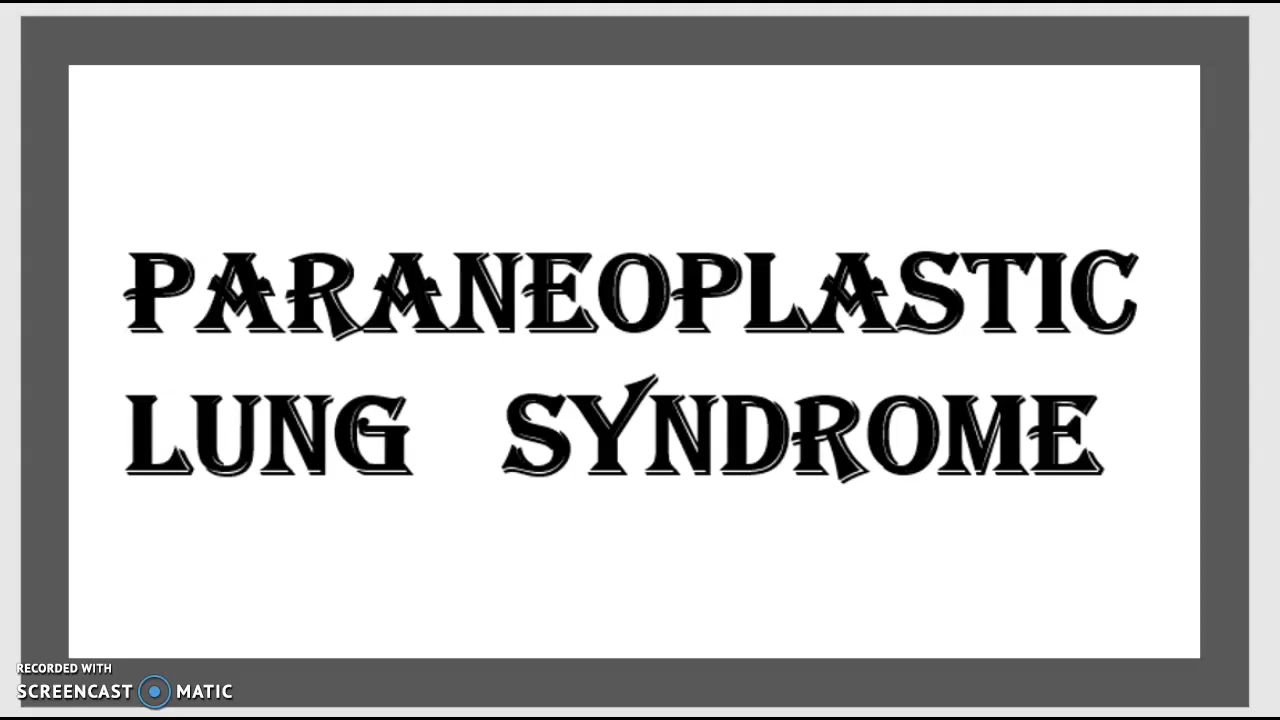 PARANEOPLASTIC
LUNG SYNDROME
RECORDED WITH
SCREENCAST MATIC